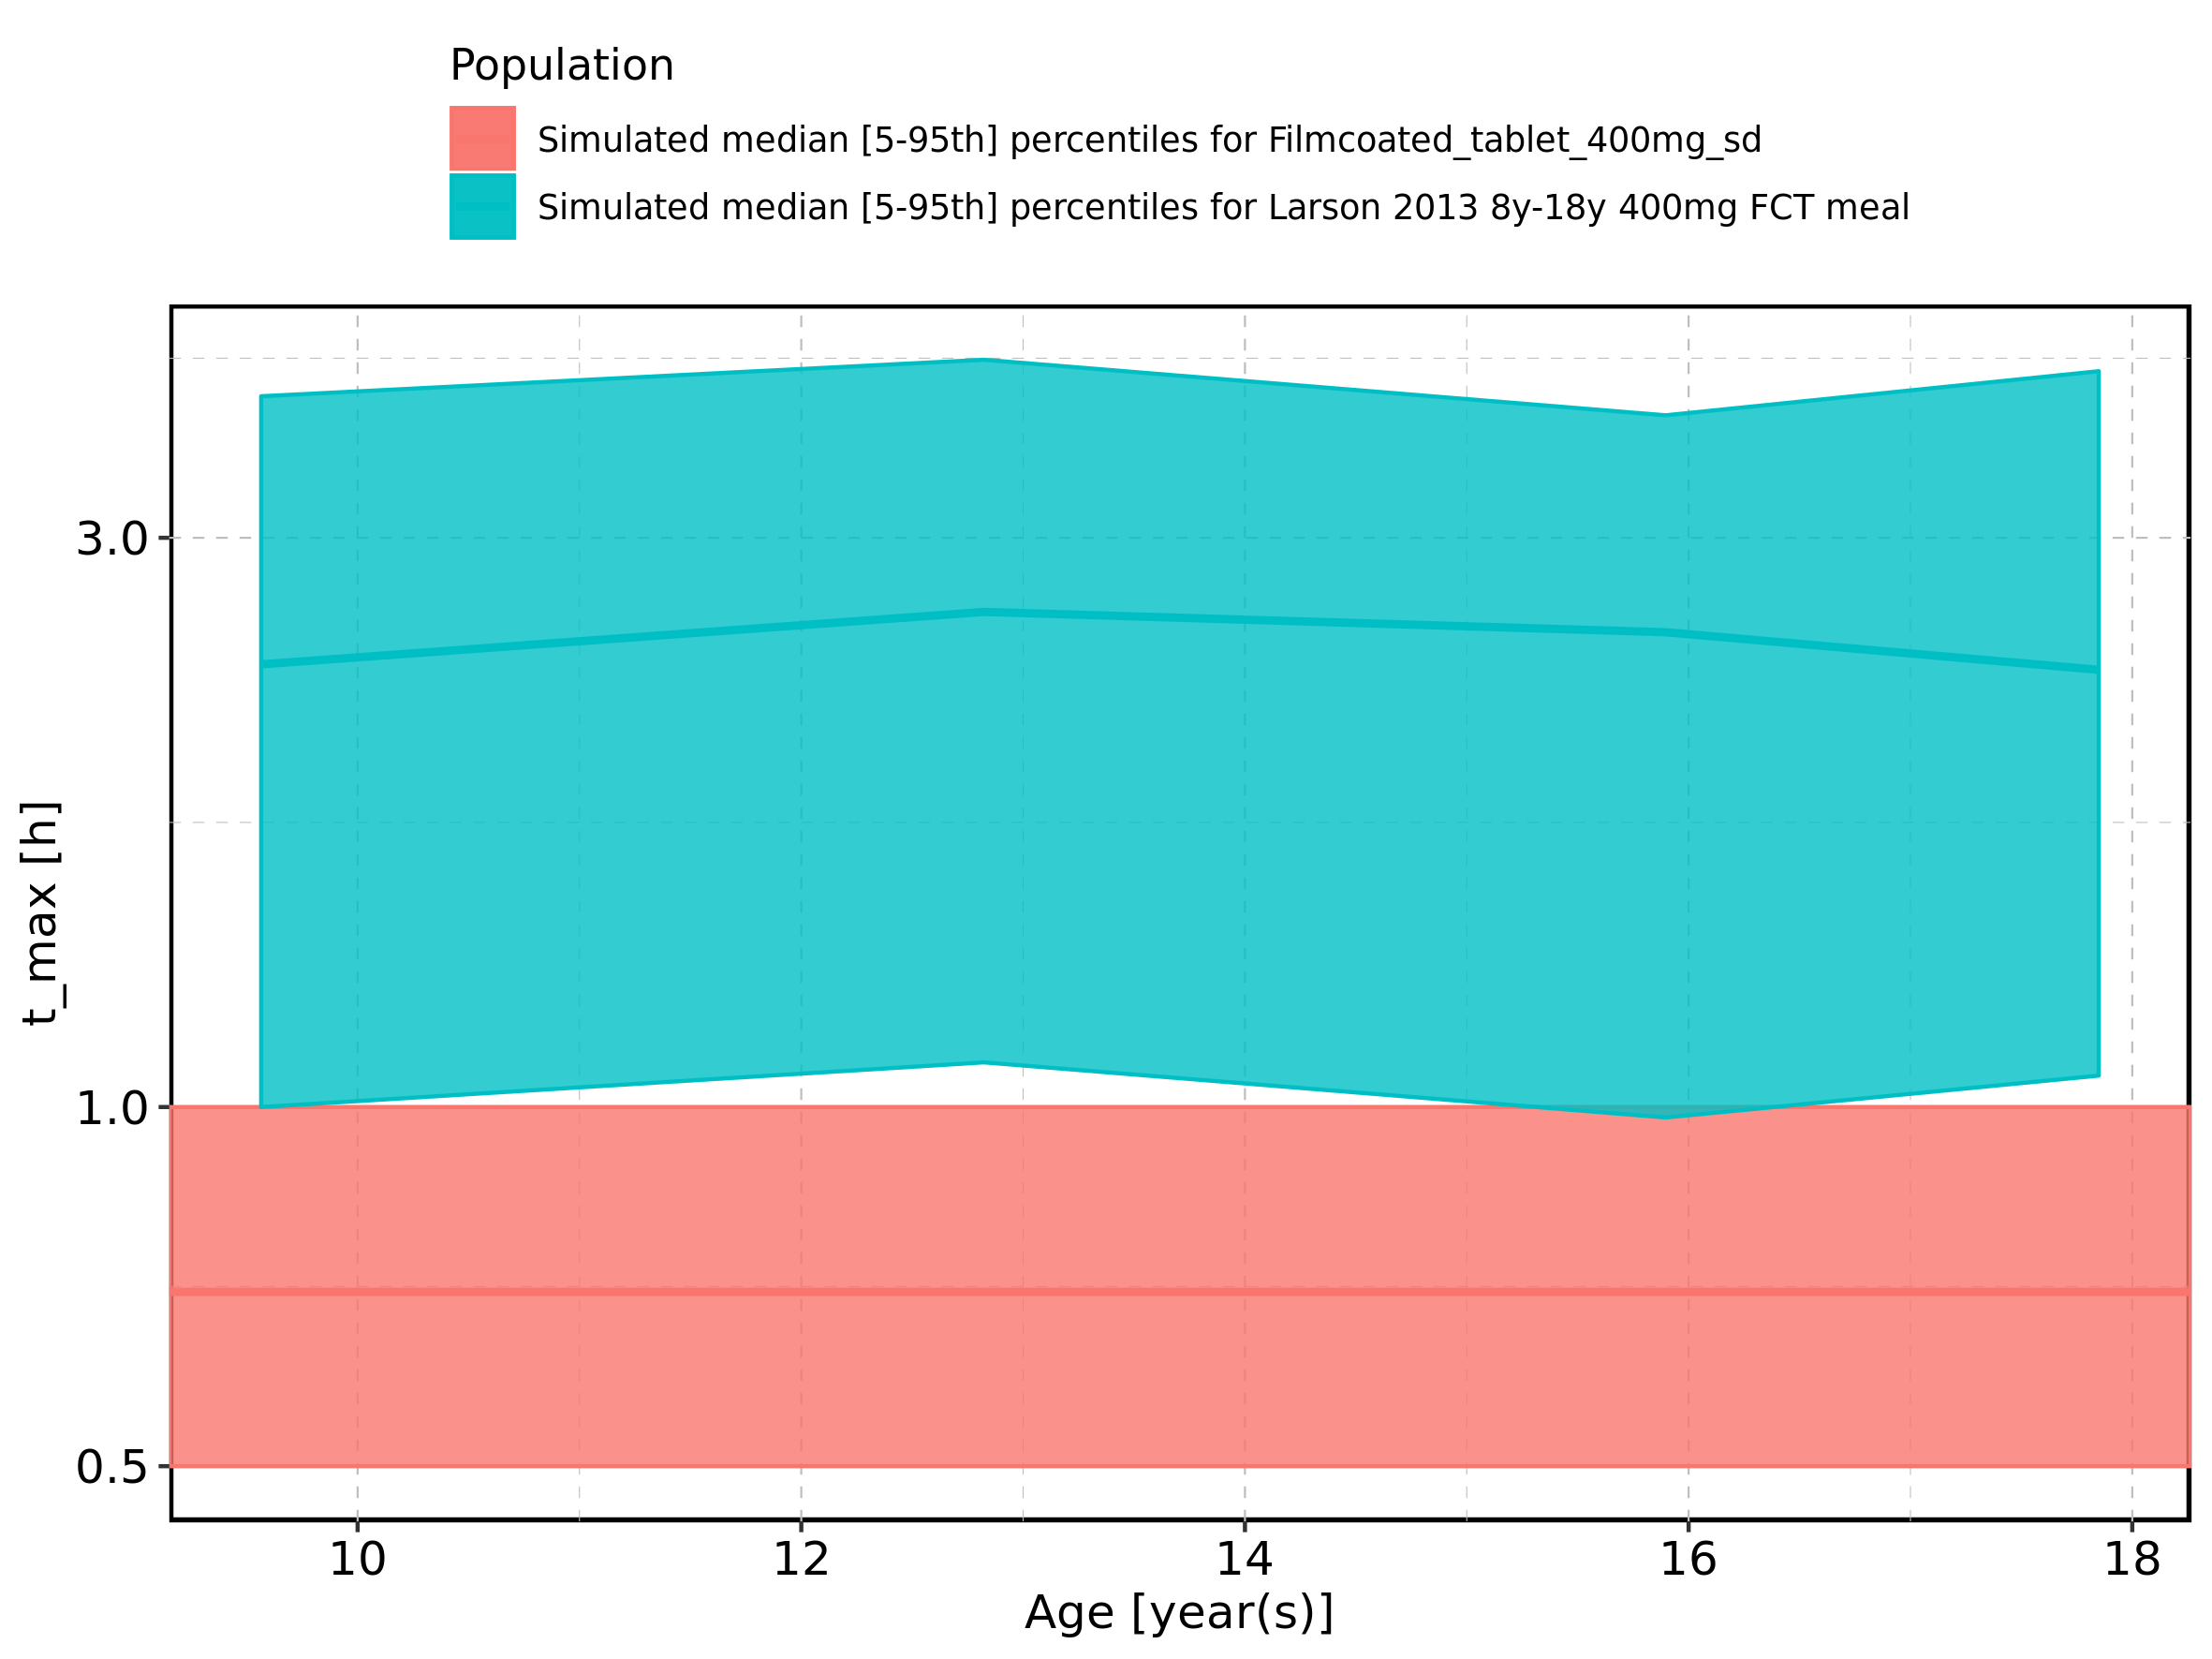 Population
Simulated median [5-95th] percentiles for Filmcoated_tablet_400mg_sd
Simulated median [5-95th] percentiles for Larson 2013 8y-18y 400mg FCT meal
t_max [h]
3.0
1.0
0.5
10 12 14 16 18
Age [year(s)]